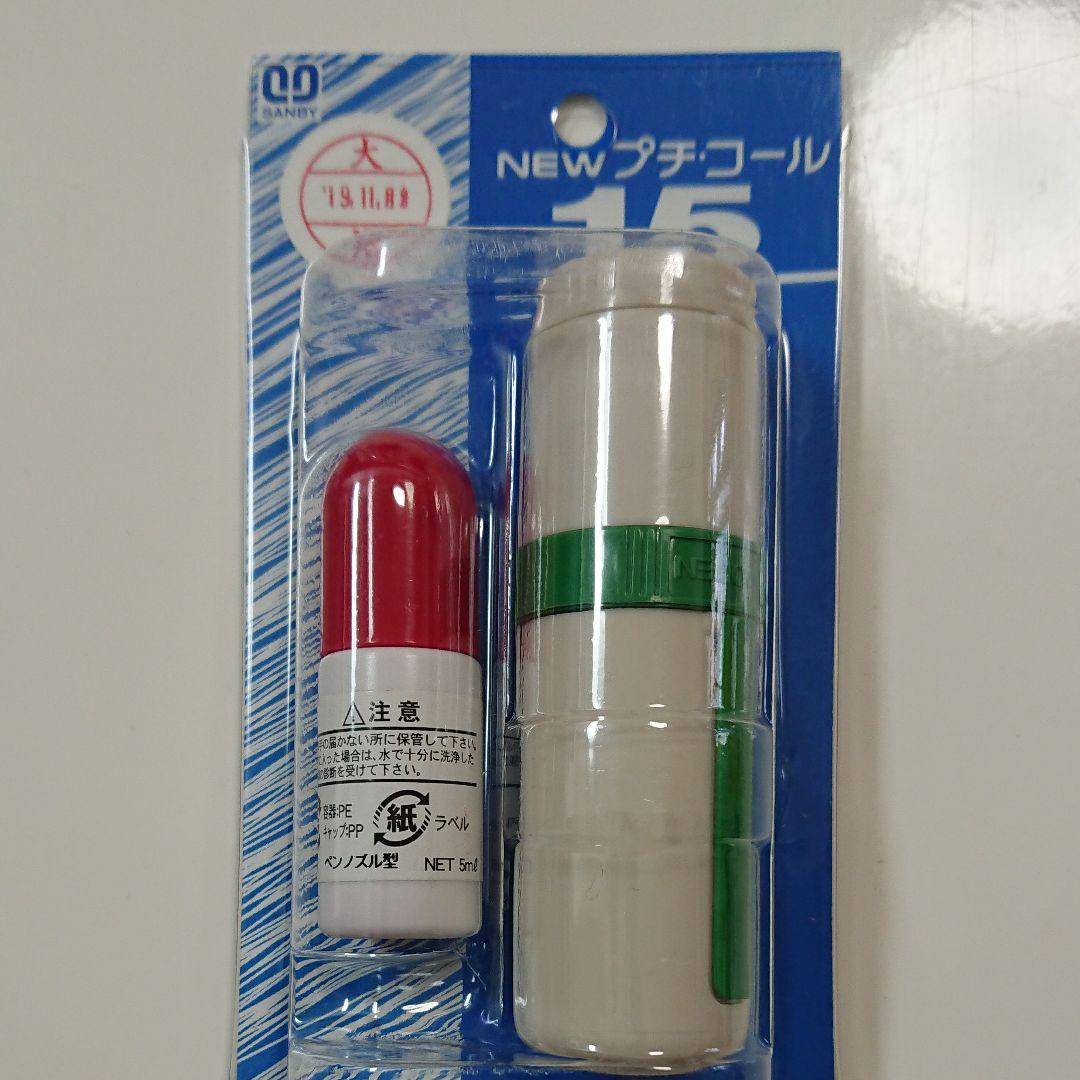 SANBY
大
'19.11.
NEWプチ・コール
15
注意
の届かない所に保管して下さい。
入った場合は、水で十分に洗浄した
診断を受けて下さい。
容器:PE
キャップ:PP
紙
ラベル
ペンノズル型
NET 5mℓ